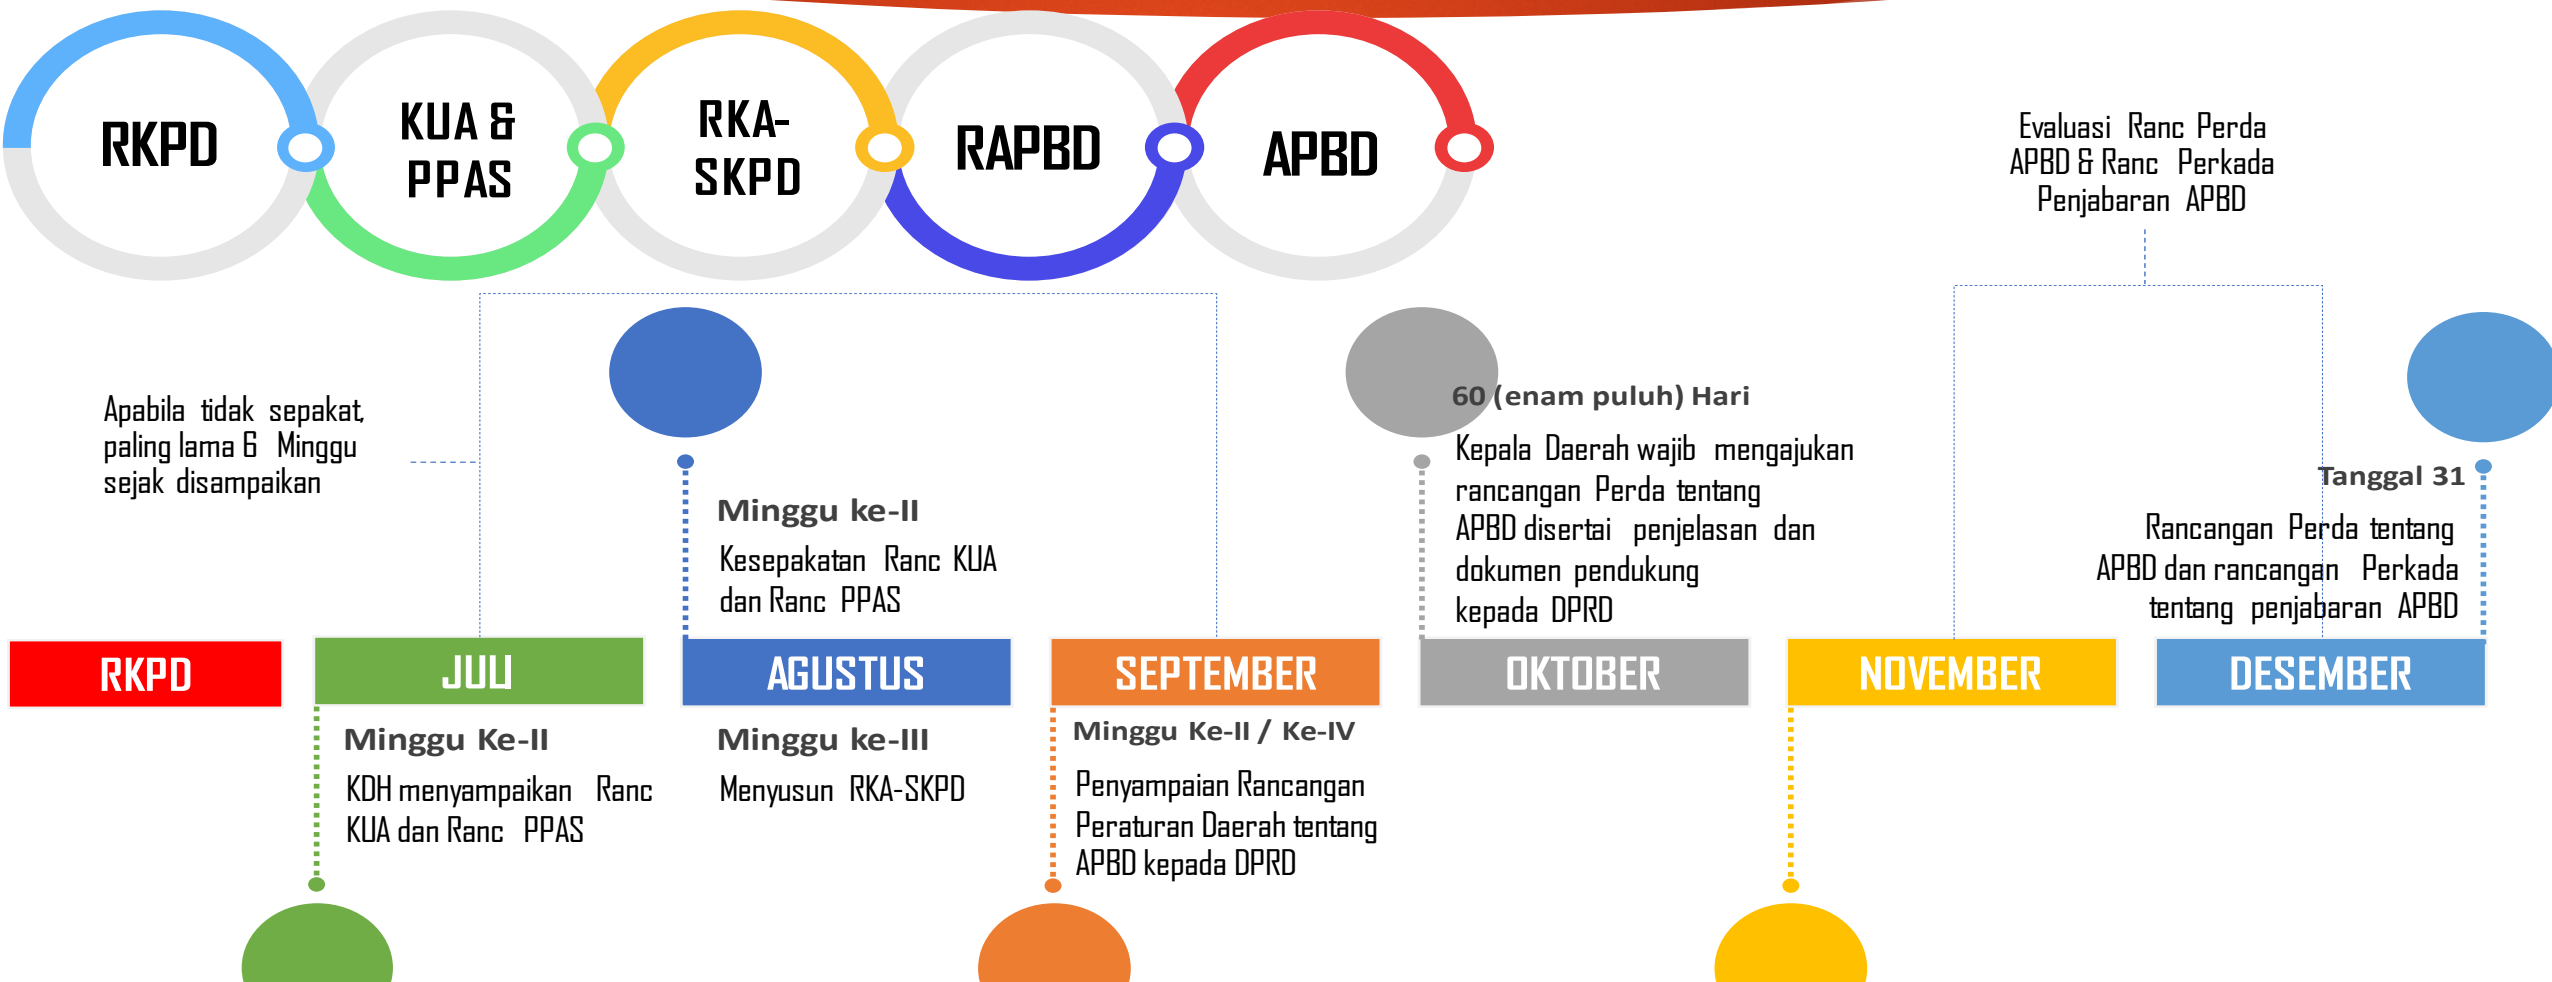 RKPD
KUA &
PPAS
RKA-
SKPD
RAPBD
APBD
Evaluasi Ranc Perda
APBD & Ranc Perkada
Penjabaran APBD
Apabila tidak sepakat,
paling lama 6 Minggu
sejak disampaikan
Minggu ke-II
Kesepakatan Ranc KUA
dan Ranc PPAS
60 (enam puluh) Hari
Kepala Daerah wajib mengajukan
rancangan Perda tentang
APBD disertai penjelasan dan
dokumen pendukung
kepada DPRD
Tanggal 31
Rancangan Perda tentang
APBD dan rancangan Perkada
tentang penjabaran APBD
RKPD
JULI
AGUSTUS
SEPTEMBER
OKTOBER
NOVEMBER
DESEMBER
Minggu Ke-II
KDH menyampaikan Ranc
KUA dan Ranc PPAS
Minggu ke-III
Menyusun RKA-SKPD
Minggu Ke-II / Ke-IV
Penyampaian Rancangan
Peraturan Daerah tentang
APBD kepada DPRD